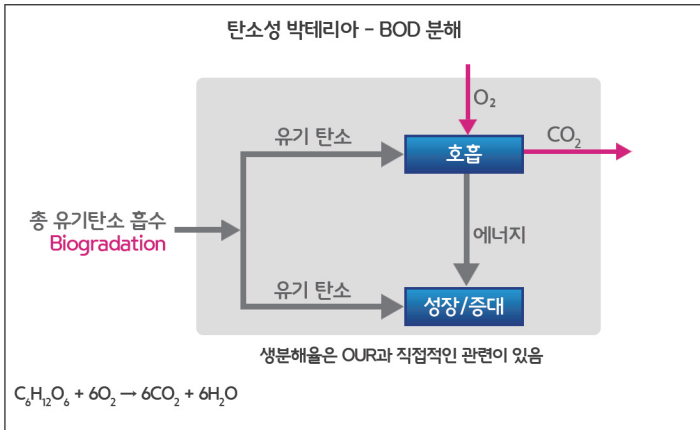 탄소성 박테리아 - BOD 분해
O₂
유기 탄소
호흡
CO₂
총 유기탄소 흡수
Biogradation
에너지
유기 탄소
성장/증대
생분해율은 OUR과 직접적인 관련이 있음
C₆H₁₂O₆ + 6O₂ → 6CO₂ + 6H₂O